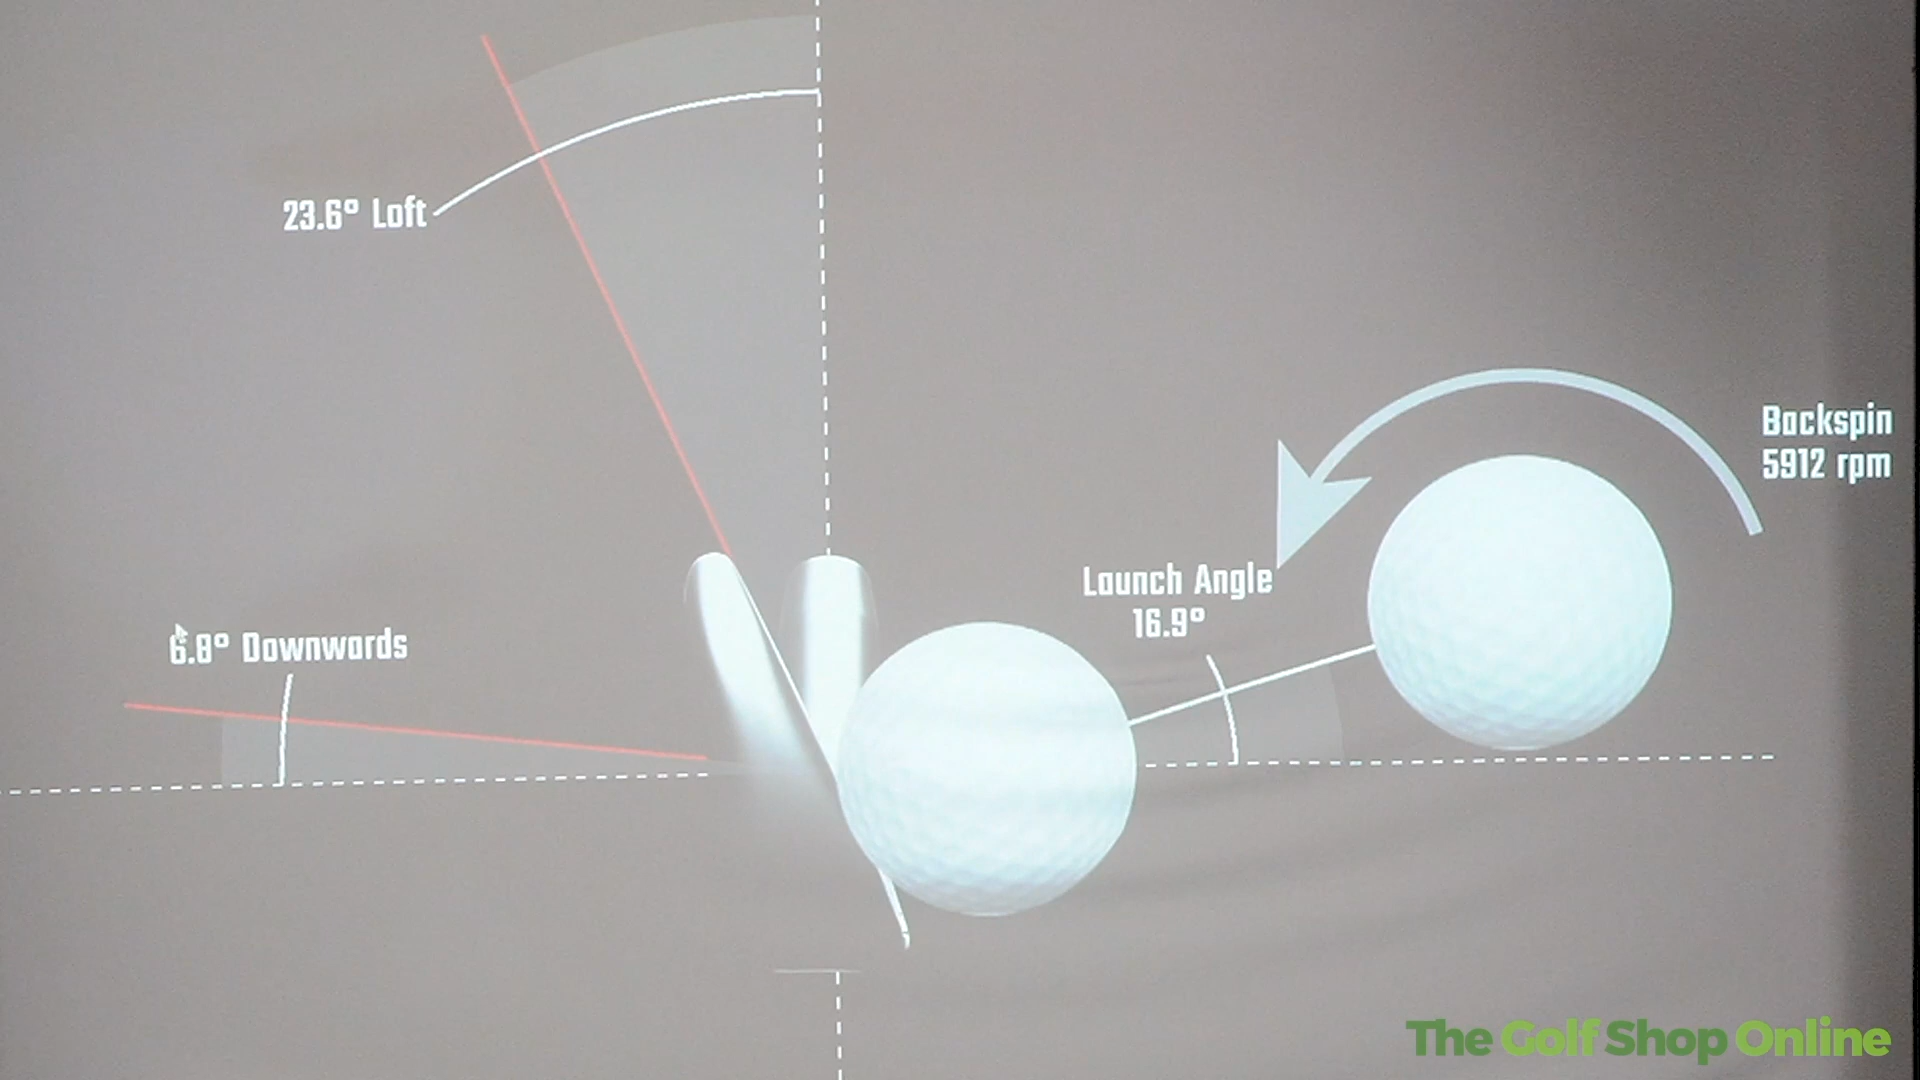 23.6° Loft
6.8° Downwards
Launch Angle
16.9°
Backspin
5912 rpm
The Golf Shop Online